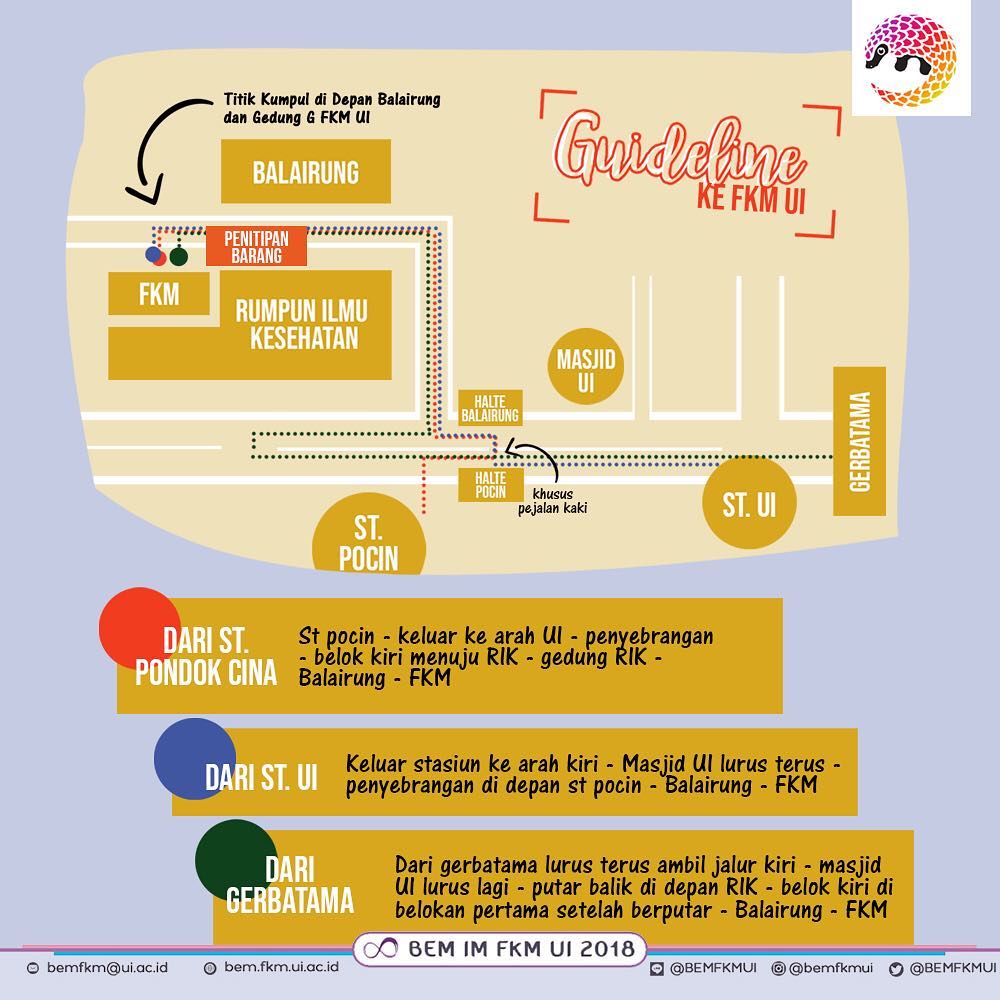 Titik Kumpul di Depan Balairung
dan Gedung G FKM UI
Guideline
KE FKM UI
BALAIRUNG
PENITIPAN
BARANG
FKM
RUMPUN ILMU
KESEHATAN
MASJID
UI
HALTE
BALAIRUNG
GERBATAMA
HALTE
POCIN
khusus
pejalan kaki
ST. UI
ST.
POCIN
DARI ST.
PONDOK CINA
St pocin - keluar ke arah UI - penyebrangan
- belok kiri menuju RIK - gedung RIK -
Balairung - FKM
DARI ST. UI
Keluar stasiun ke arah kiri - Masjid UI lurus terus -
penyebrangan di depan st pocin - Balairung - FKM
DARI
GERBATAMA
Dari gerbatama lurus terus ambil jalur kiri - masjid
UI lurus lagi - putar balik di depan RIK - belok kiri di
belokan pertama setelah berputar - Balairung - FKM
BEM IM FKM UI 2018
bemfkm@ui.ac.id
bem.fkm.ui.ac.id
@BEMFKMUI
@bemfkmui
@BEMFKMUI